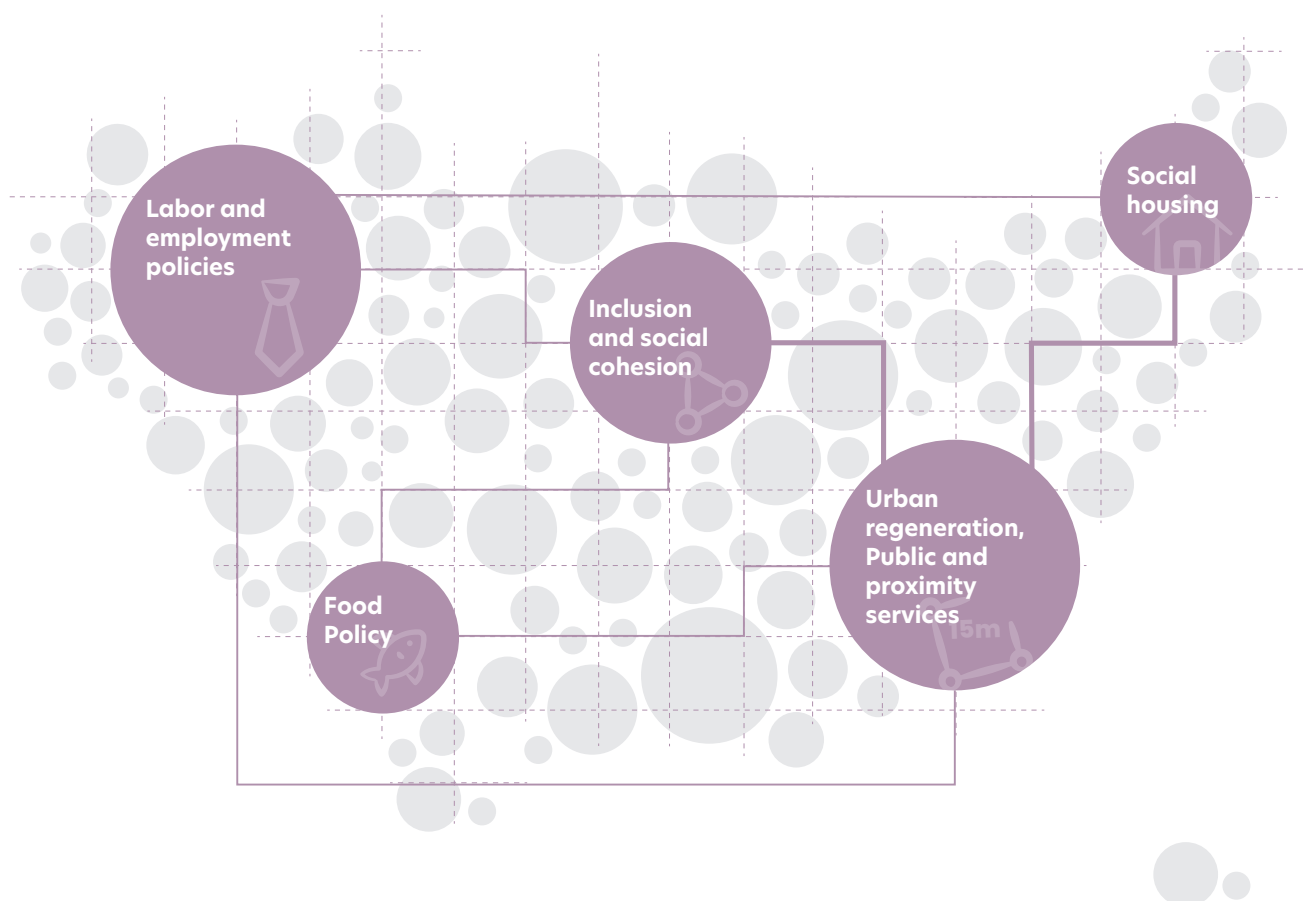 Social
housing
Labor and
employment
policies
Inclusion
and social
cohesion
Urban
regeneration,
Public and
proximity
services
15m
Food
Policy